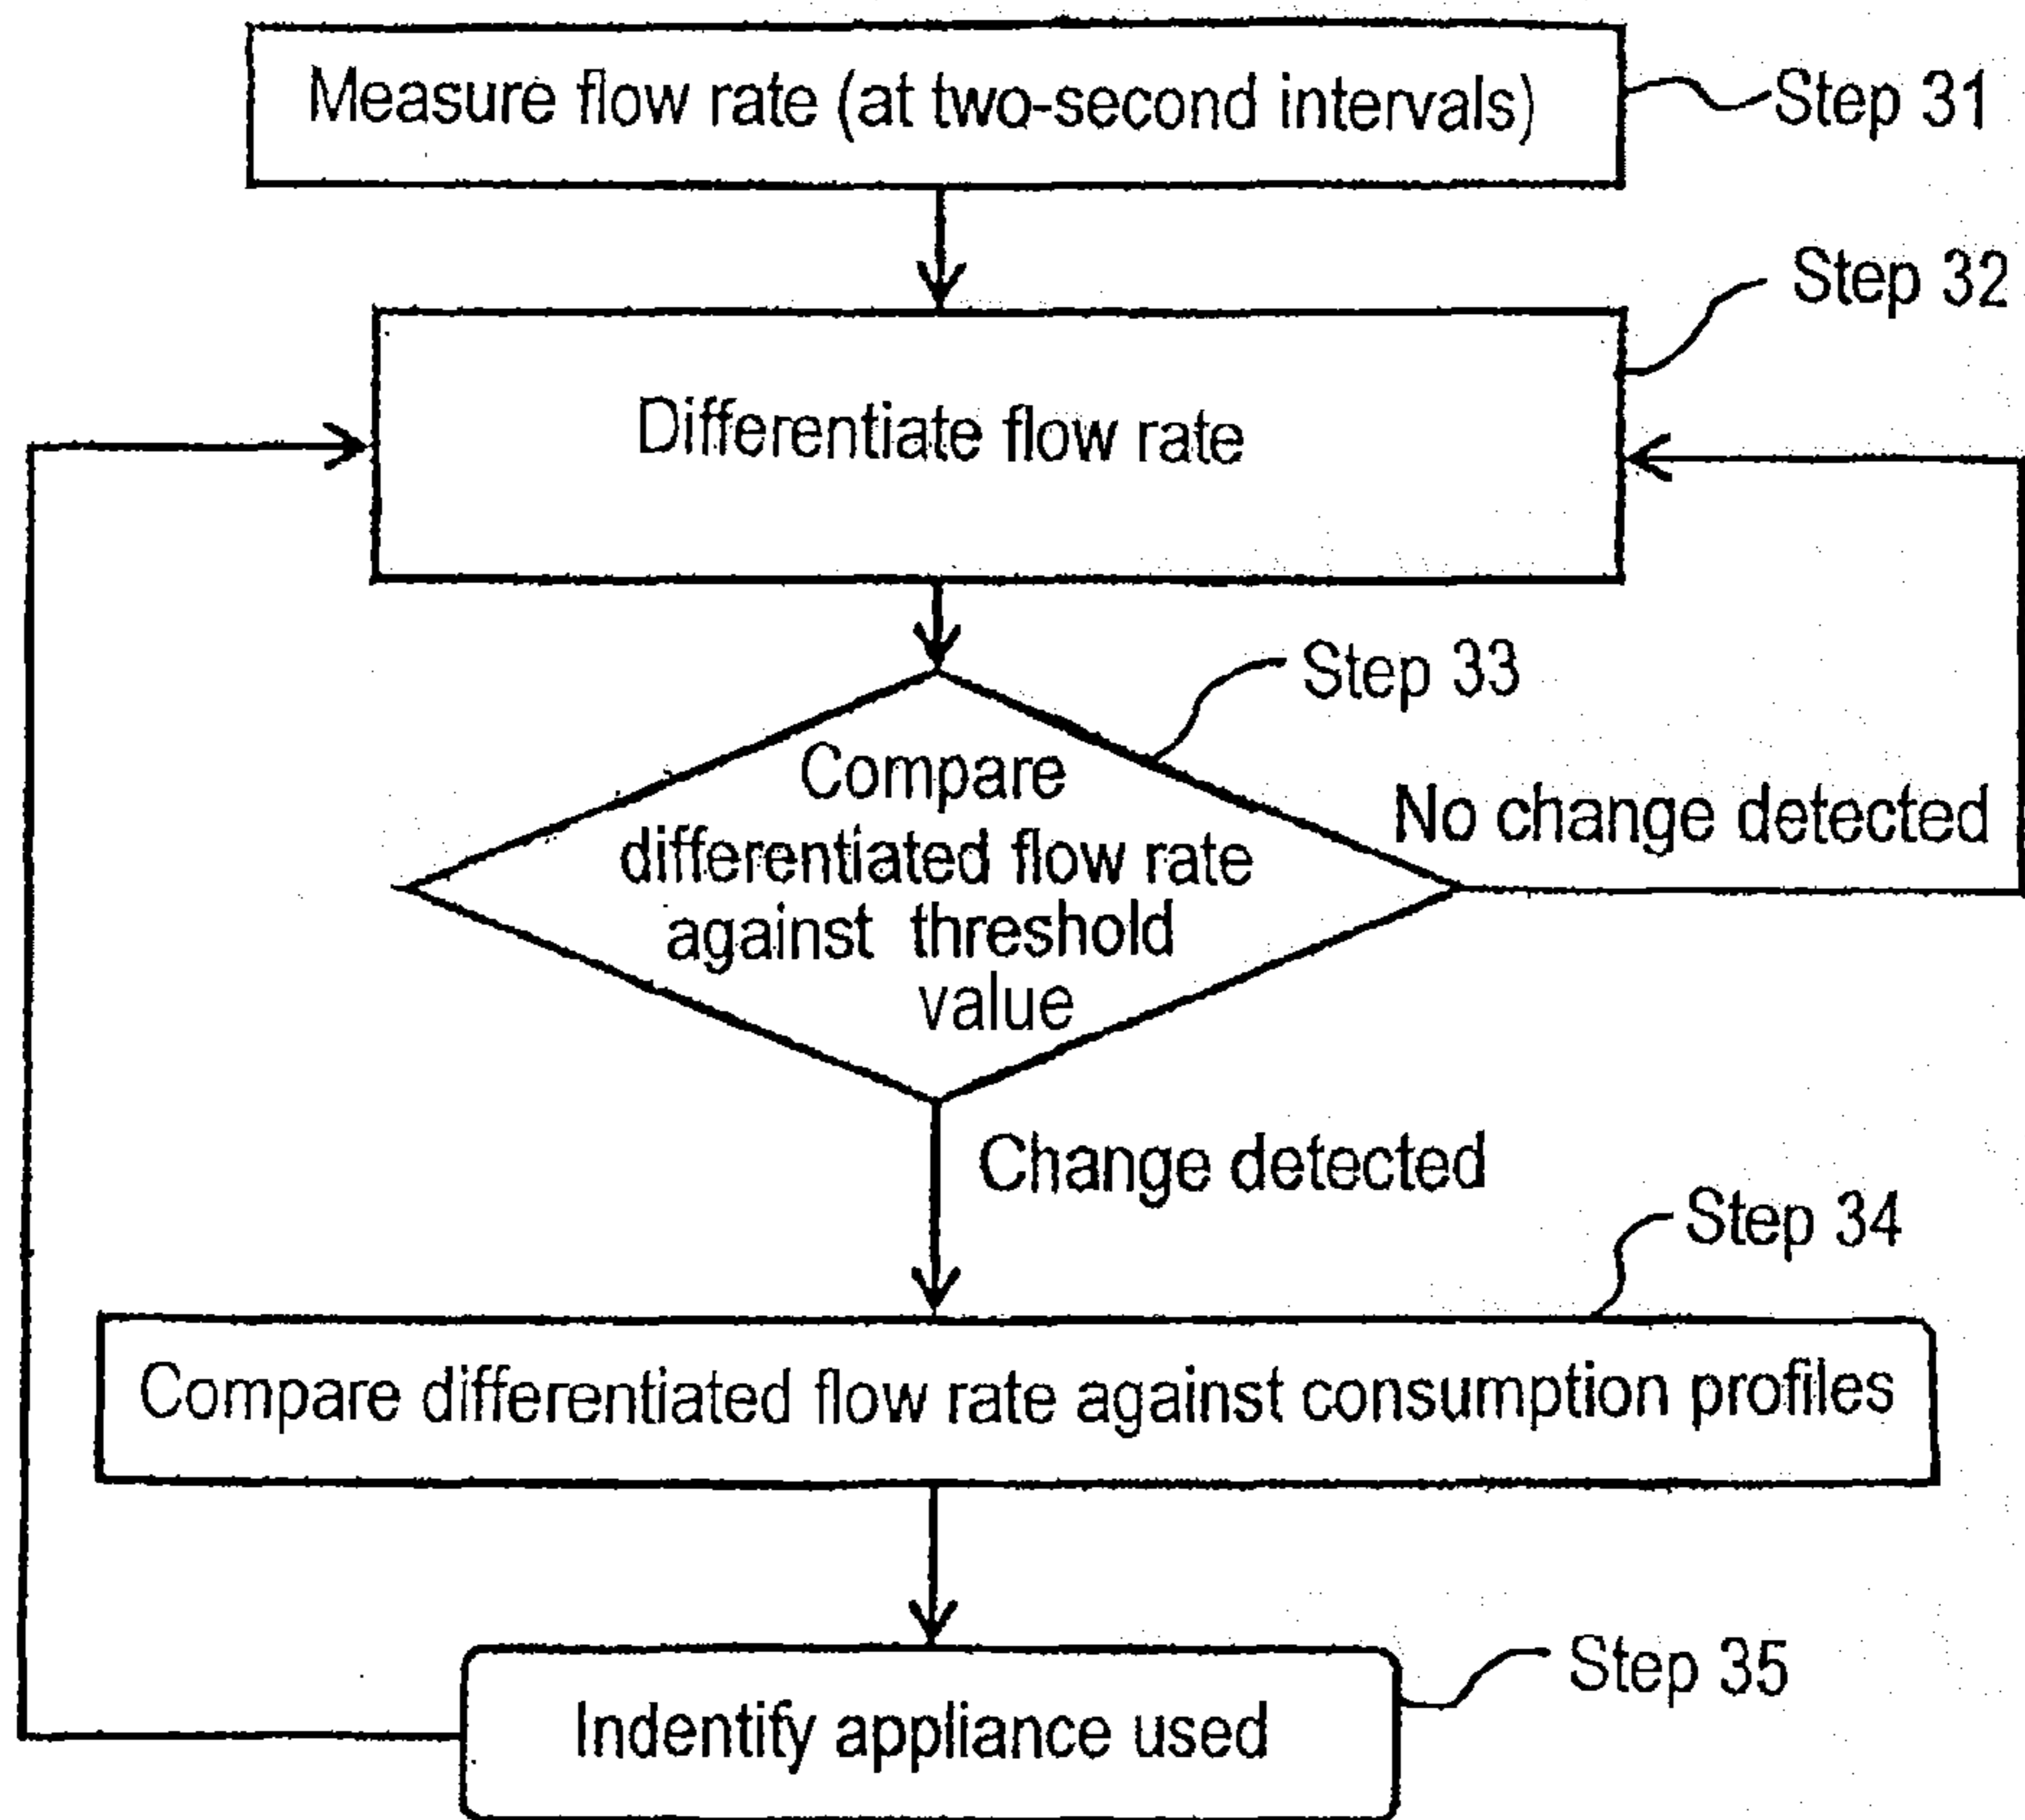 Measure flow rate (at two-second intervals)
Step 31
Step 32
Differentiate flow rate
Step 33
Compare
differentiated flow rate
against threshold
value
No change detected
Change detected
Step 34
Compare differentiated flow rate against consumption profiles
Step 35
Indentify appliance used